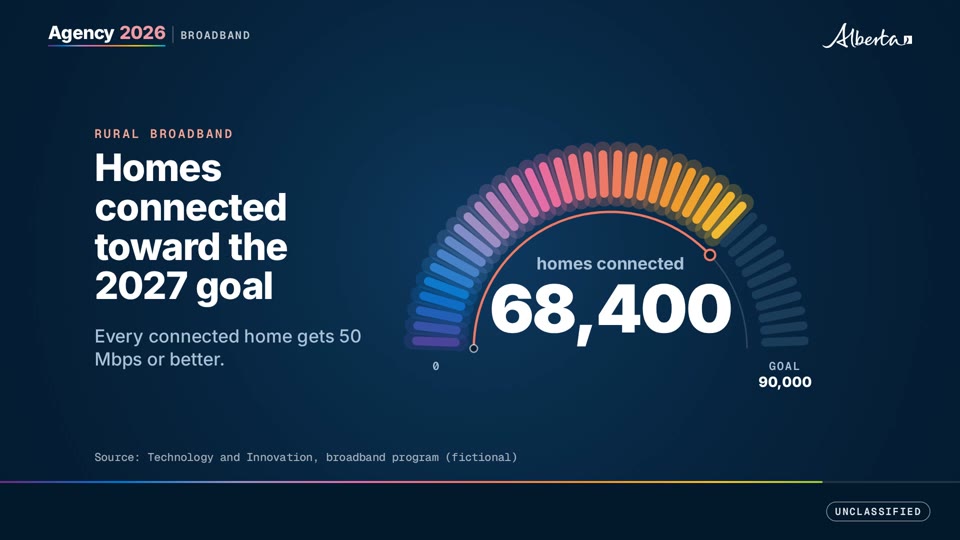 Agency 2026 | BROADBAND
Alberta
RURAL BROADBAND
Homes
connected
toward the
2027 goal
Every connected home gets 50
Mbps or better.
homes connected
68,400
0
GOAL
90,000
Source: Technology and Innovation, broadband program (fictional)
UNCLASSIFIED